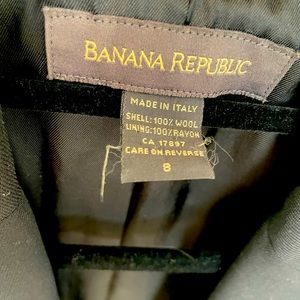 BANANA REPUBLIC
MADE IN ITALY
SHELL: 100% WOOL
LINING: 100% RAYON
CA 17897
CARE ON REVERSE
8